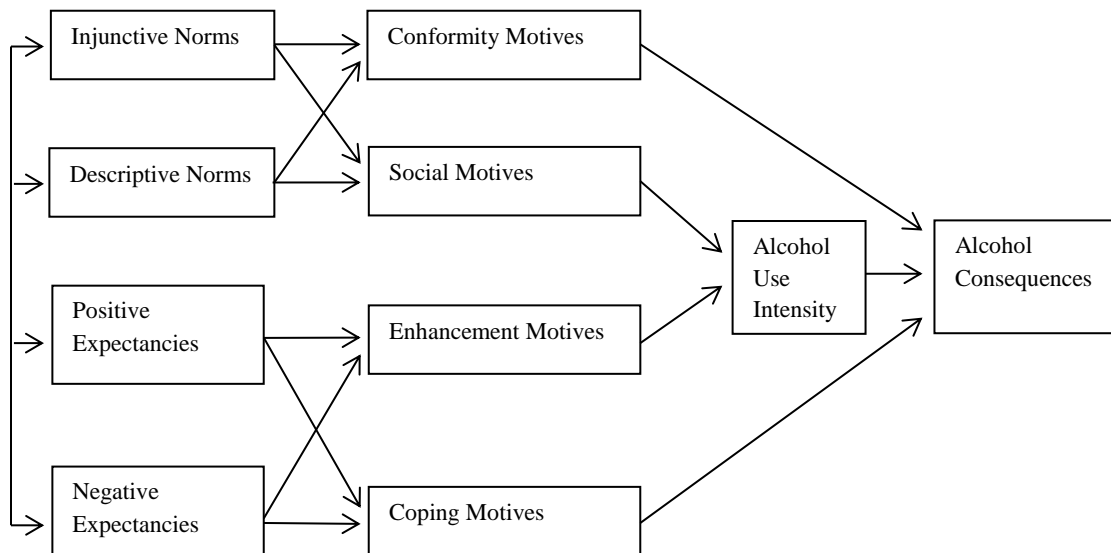 Injunctive Norms
Conformity Motives
Descriptive Norms
Social Motives
Alcohol
Use
Intensity
Alcohol
Consequences
Positive
Expectancies
Enhancement Motives
Negative
Expectancies
Coping Motives